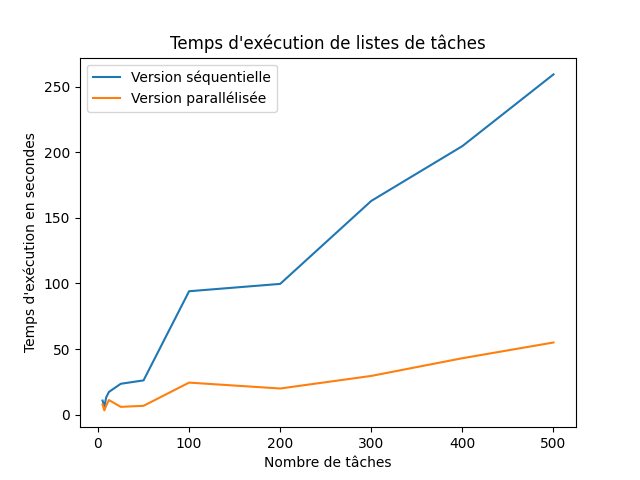 Temps d'exécution de listes de tâches
Version séquentielle
Version parallélisée
Temps d'exécution en secondes
250
200
150
100
50
0
0 100 200 300 400 500
Nombre de tâches